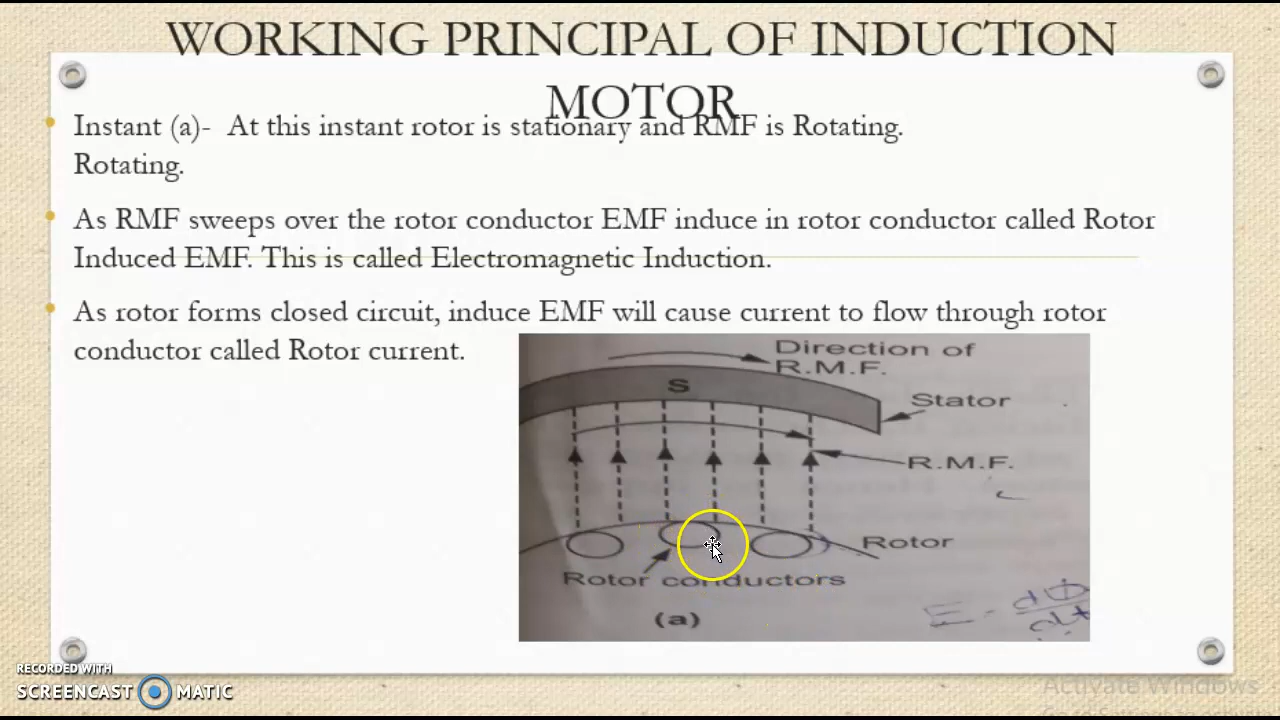 WORKING PRINCIPAL OF INDUCTION
MOTOR
Instant (a)- At this instant rotor is stationary and RMF is Rotating.
Rotating.
As RMF sweeps over the rotor conductor EMF induce in rotor conductor called Rotor
Induced EMF. This is called Electromagnetic Induction.
As rotor forms closed circuit, induce EMF will cause current to flow through rotor
conductor called Rotor current.
Direction of
R.M.F.
S
Stator
R.M.F.
Rotor
Rotor conductors
(a)
E - dΦ
dt
RECORDED WITH
SCREENCAST MATIC
Activate Windows